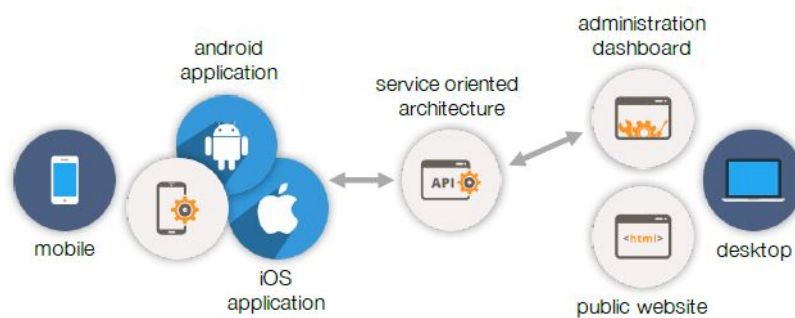 android
application
mobile
iOS
application
service oriented
architecture
API
administration
dashboard
<html>
public website
desktop